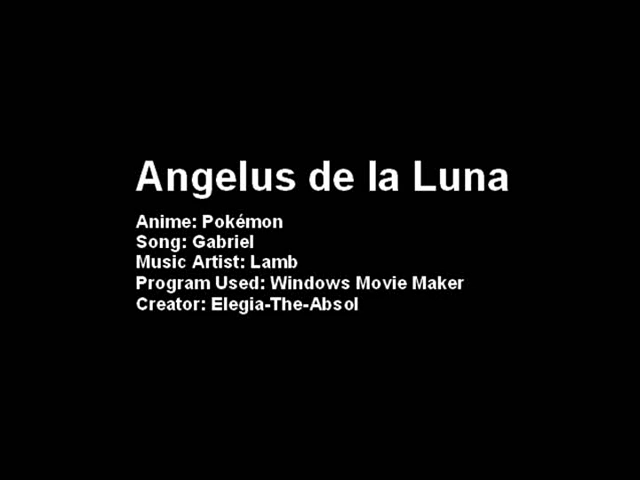 Angelus de la Luna
Anime: Pokémon
Song: Gabriel
Music Artist: Lamb
Program Used: Windows Movie Maker
Creator: Elegia-The-Absol